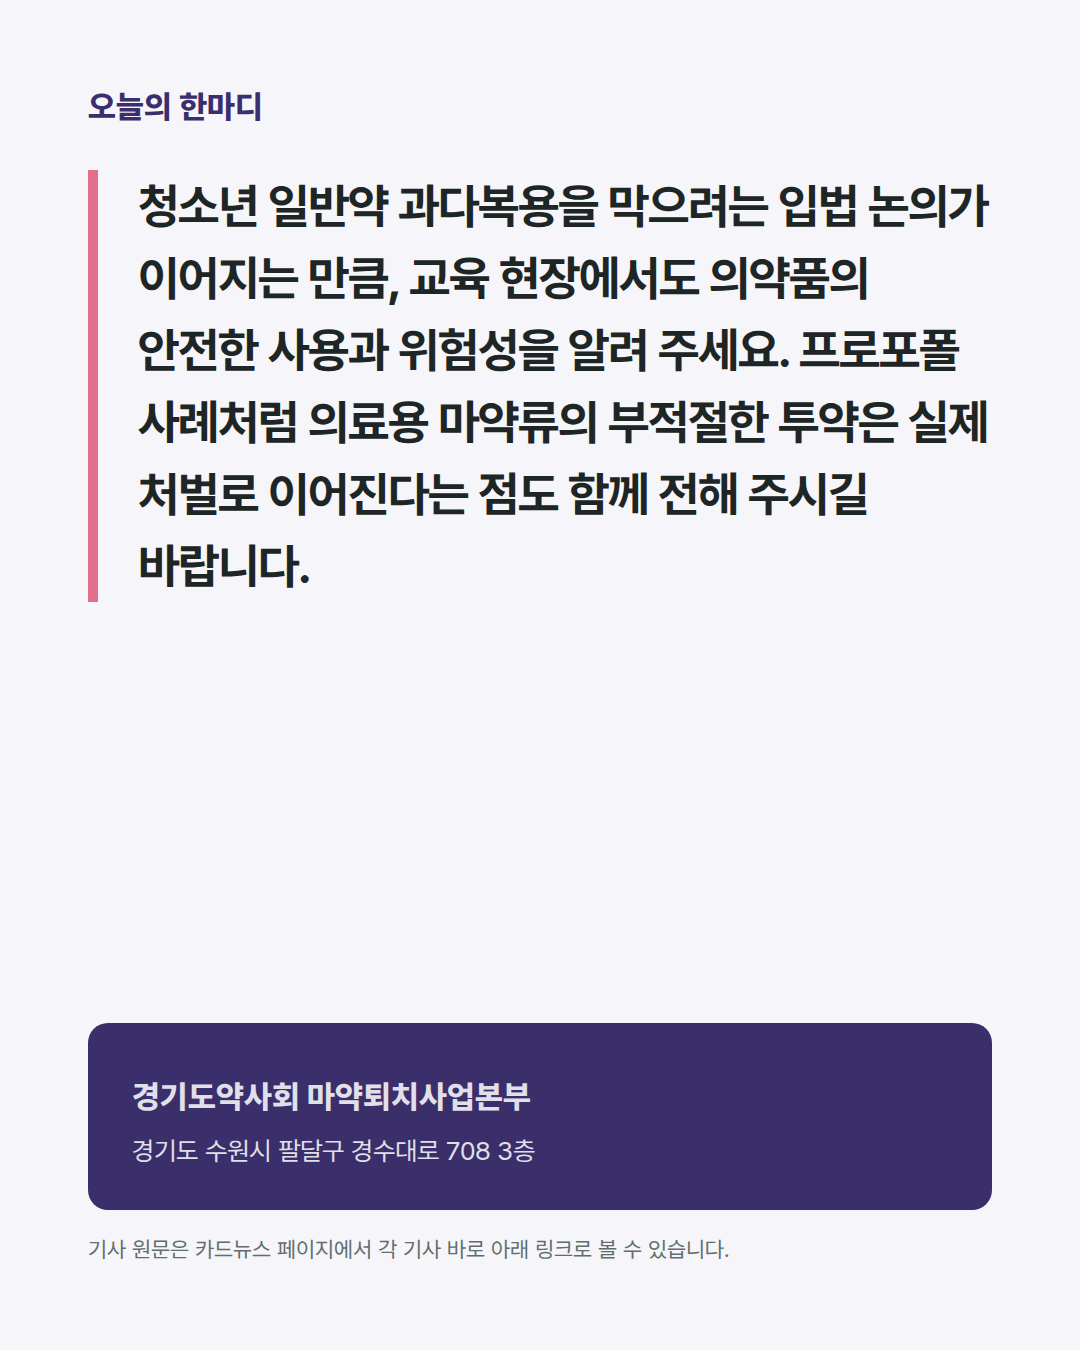 오늘의 한마디
청소년 일반약 과다복용을 막으려는 입법 논의가
이어지는 만큼, 교육 현장에서도 의약품의
안전한 사용과 위험성을 알려 주세요. 프로포폴
사례처럼 의료용 마약류의 부적절한 투약은 실제
처벌로 이어진다는 점도 함께 전해 주시길
바랍니다.
경기도약사회 마약퇴치사업본부
경기도 수원시 팔달구 경수대로 708 3층
기사 원문은 카드뉴스 페이지에서 각 기사 바로 아래 링크로 볼 수 있습니다.